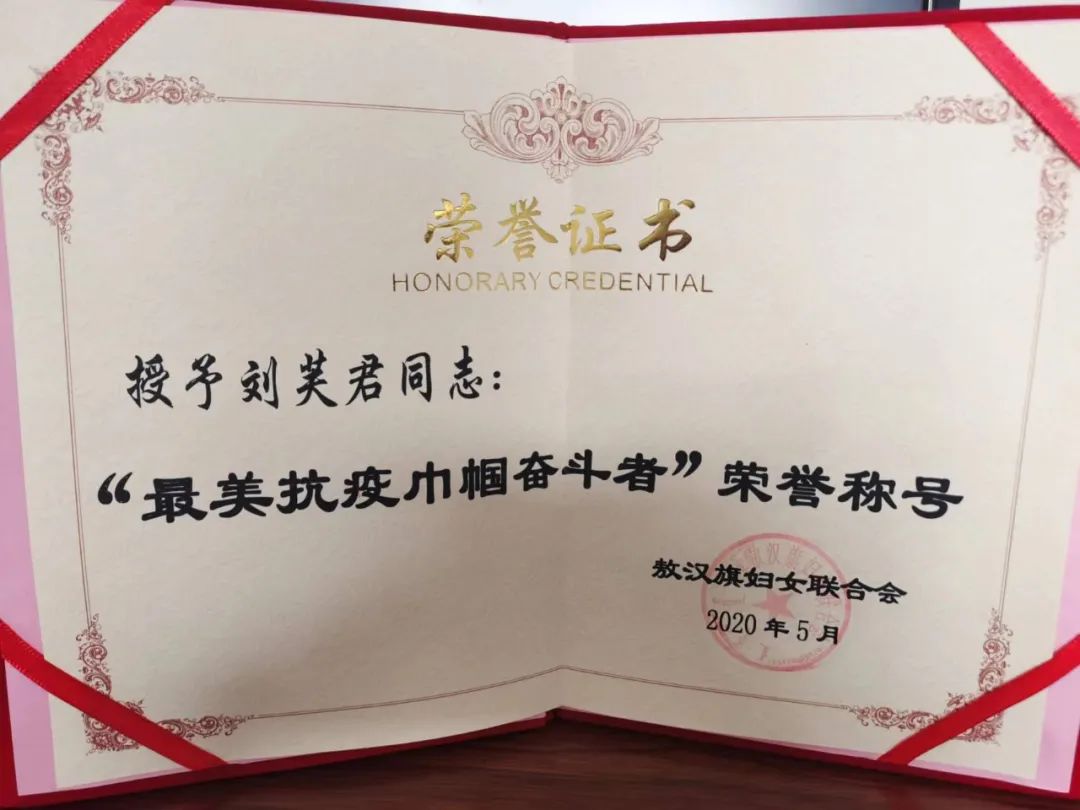 荣誉证书
HONORARY CREDENTIAL
授予刘芙君同志：
“最美抗疫巾帼奋斗者”荣誉称号
敖汉旗妇女联合会
2020年5月